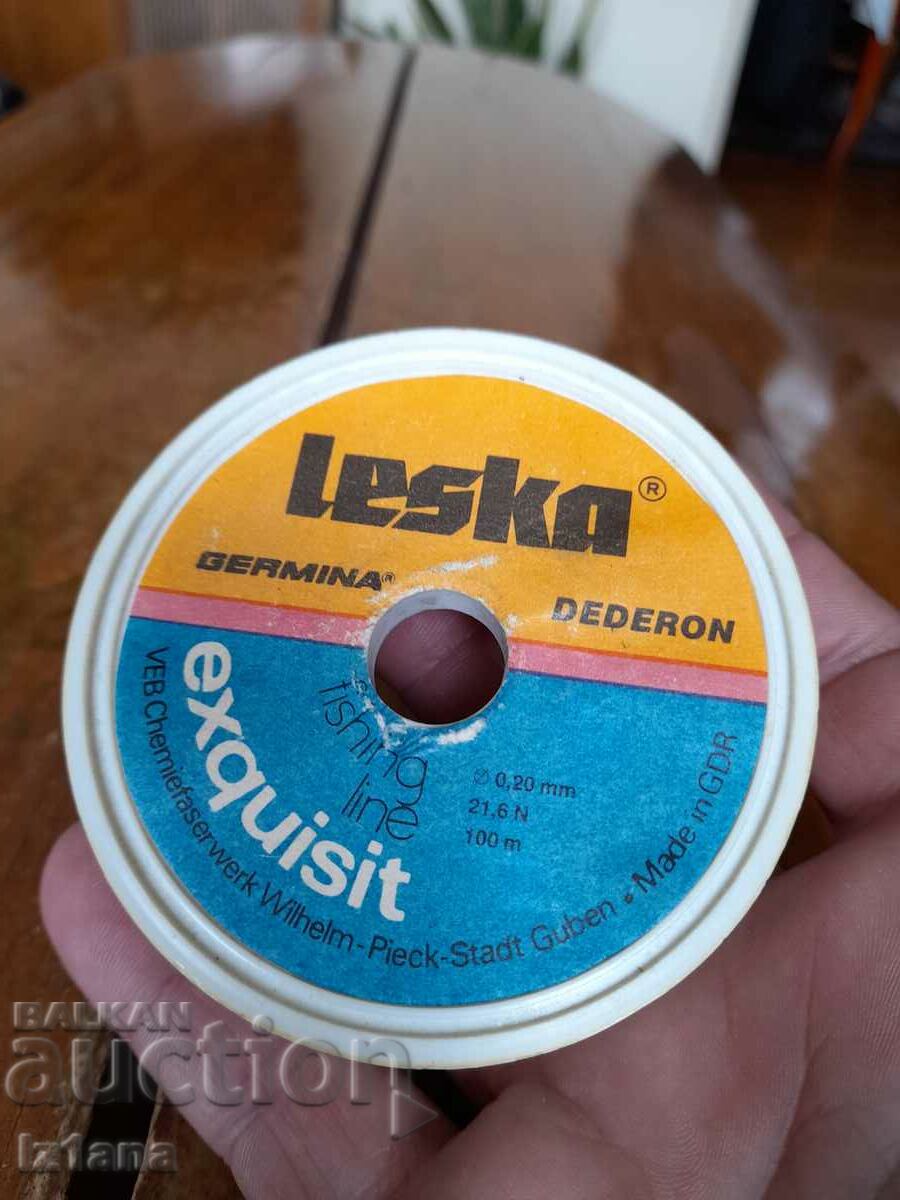 Leska®
GERMINA®
DEDERON
exquisit
fishing
line
Ø 0,20 mm
21,6 N
100 m
VEB Chemiefaserwerk Wilhelm-Pieck-Stadt Guben • Made in GDR
BALKAN
auction
Iz1ana